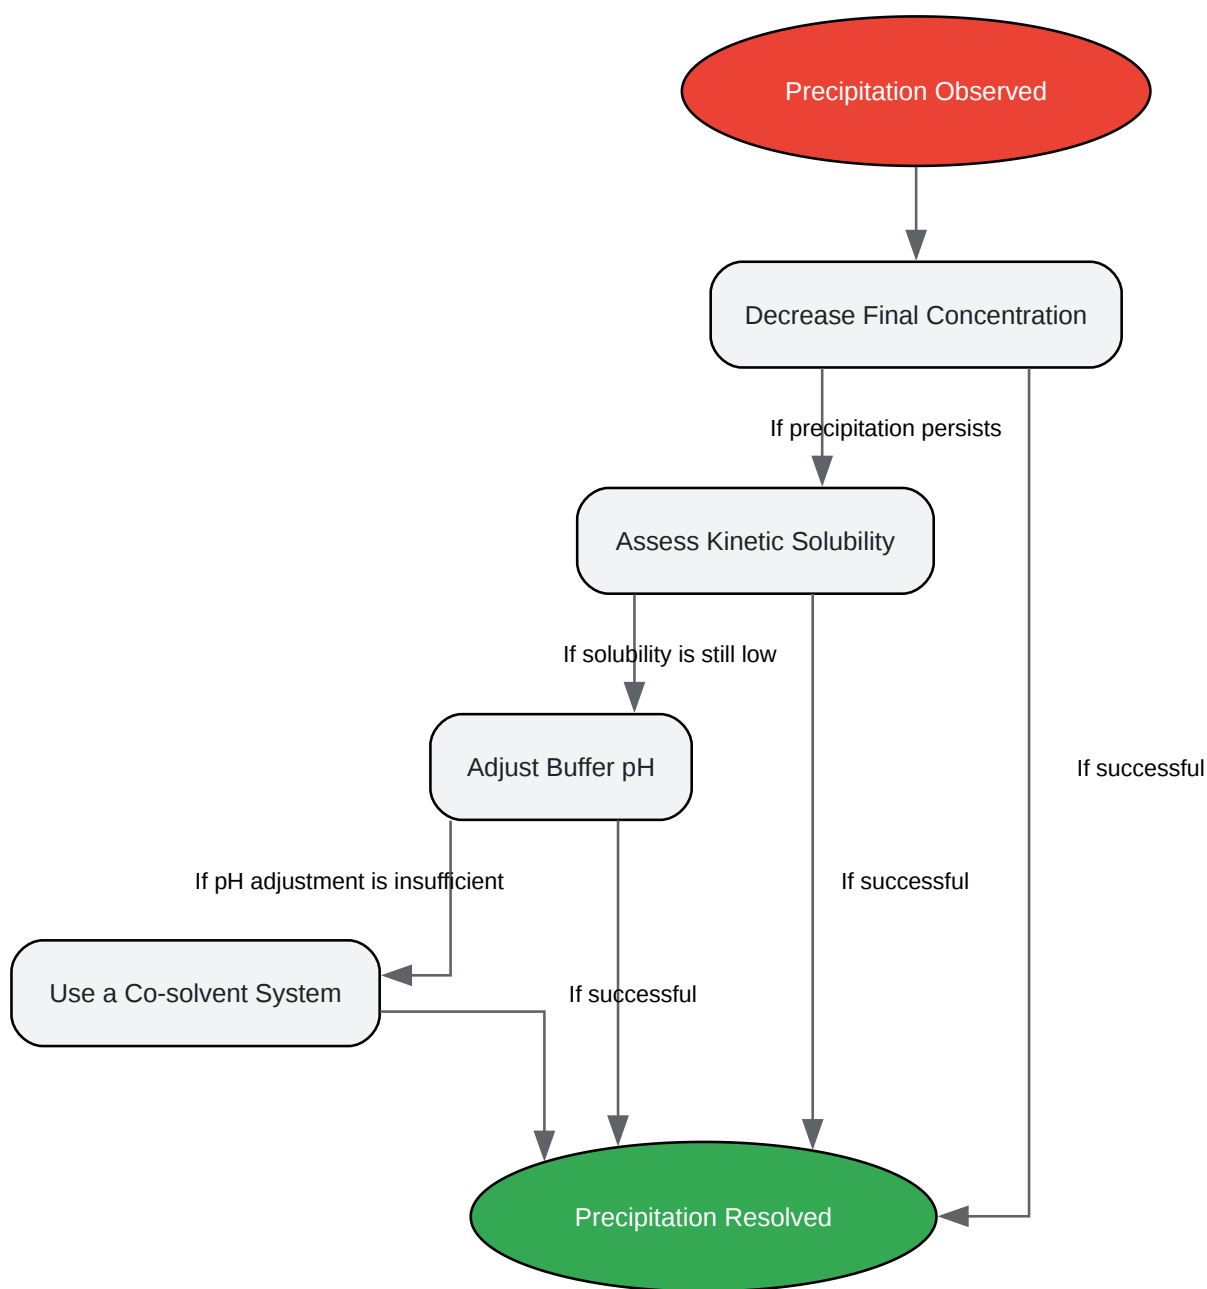 Precipitation Observed
Decrease Final Concentration
If precipitation persists
Assess Kinetic Solubility
If solubility is still low
Adjust Buffer pH
If successful
If pH adjustment is insufficient
If successful
Use a Co-solvent System
If successful
Precipitation Resolved